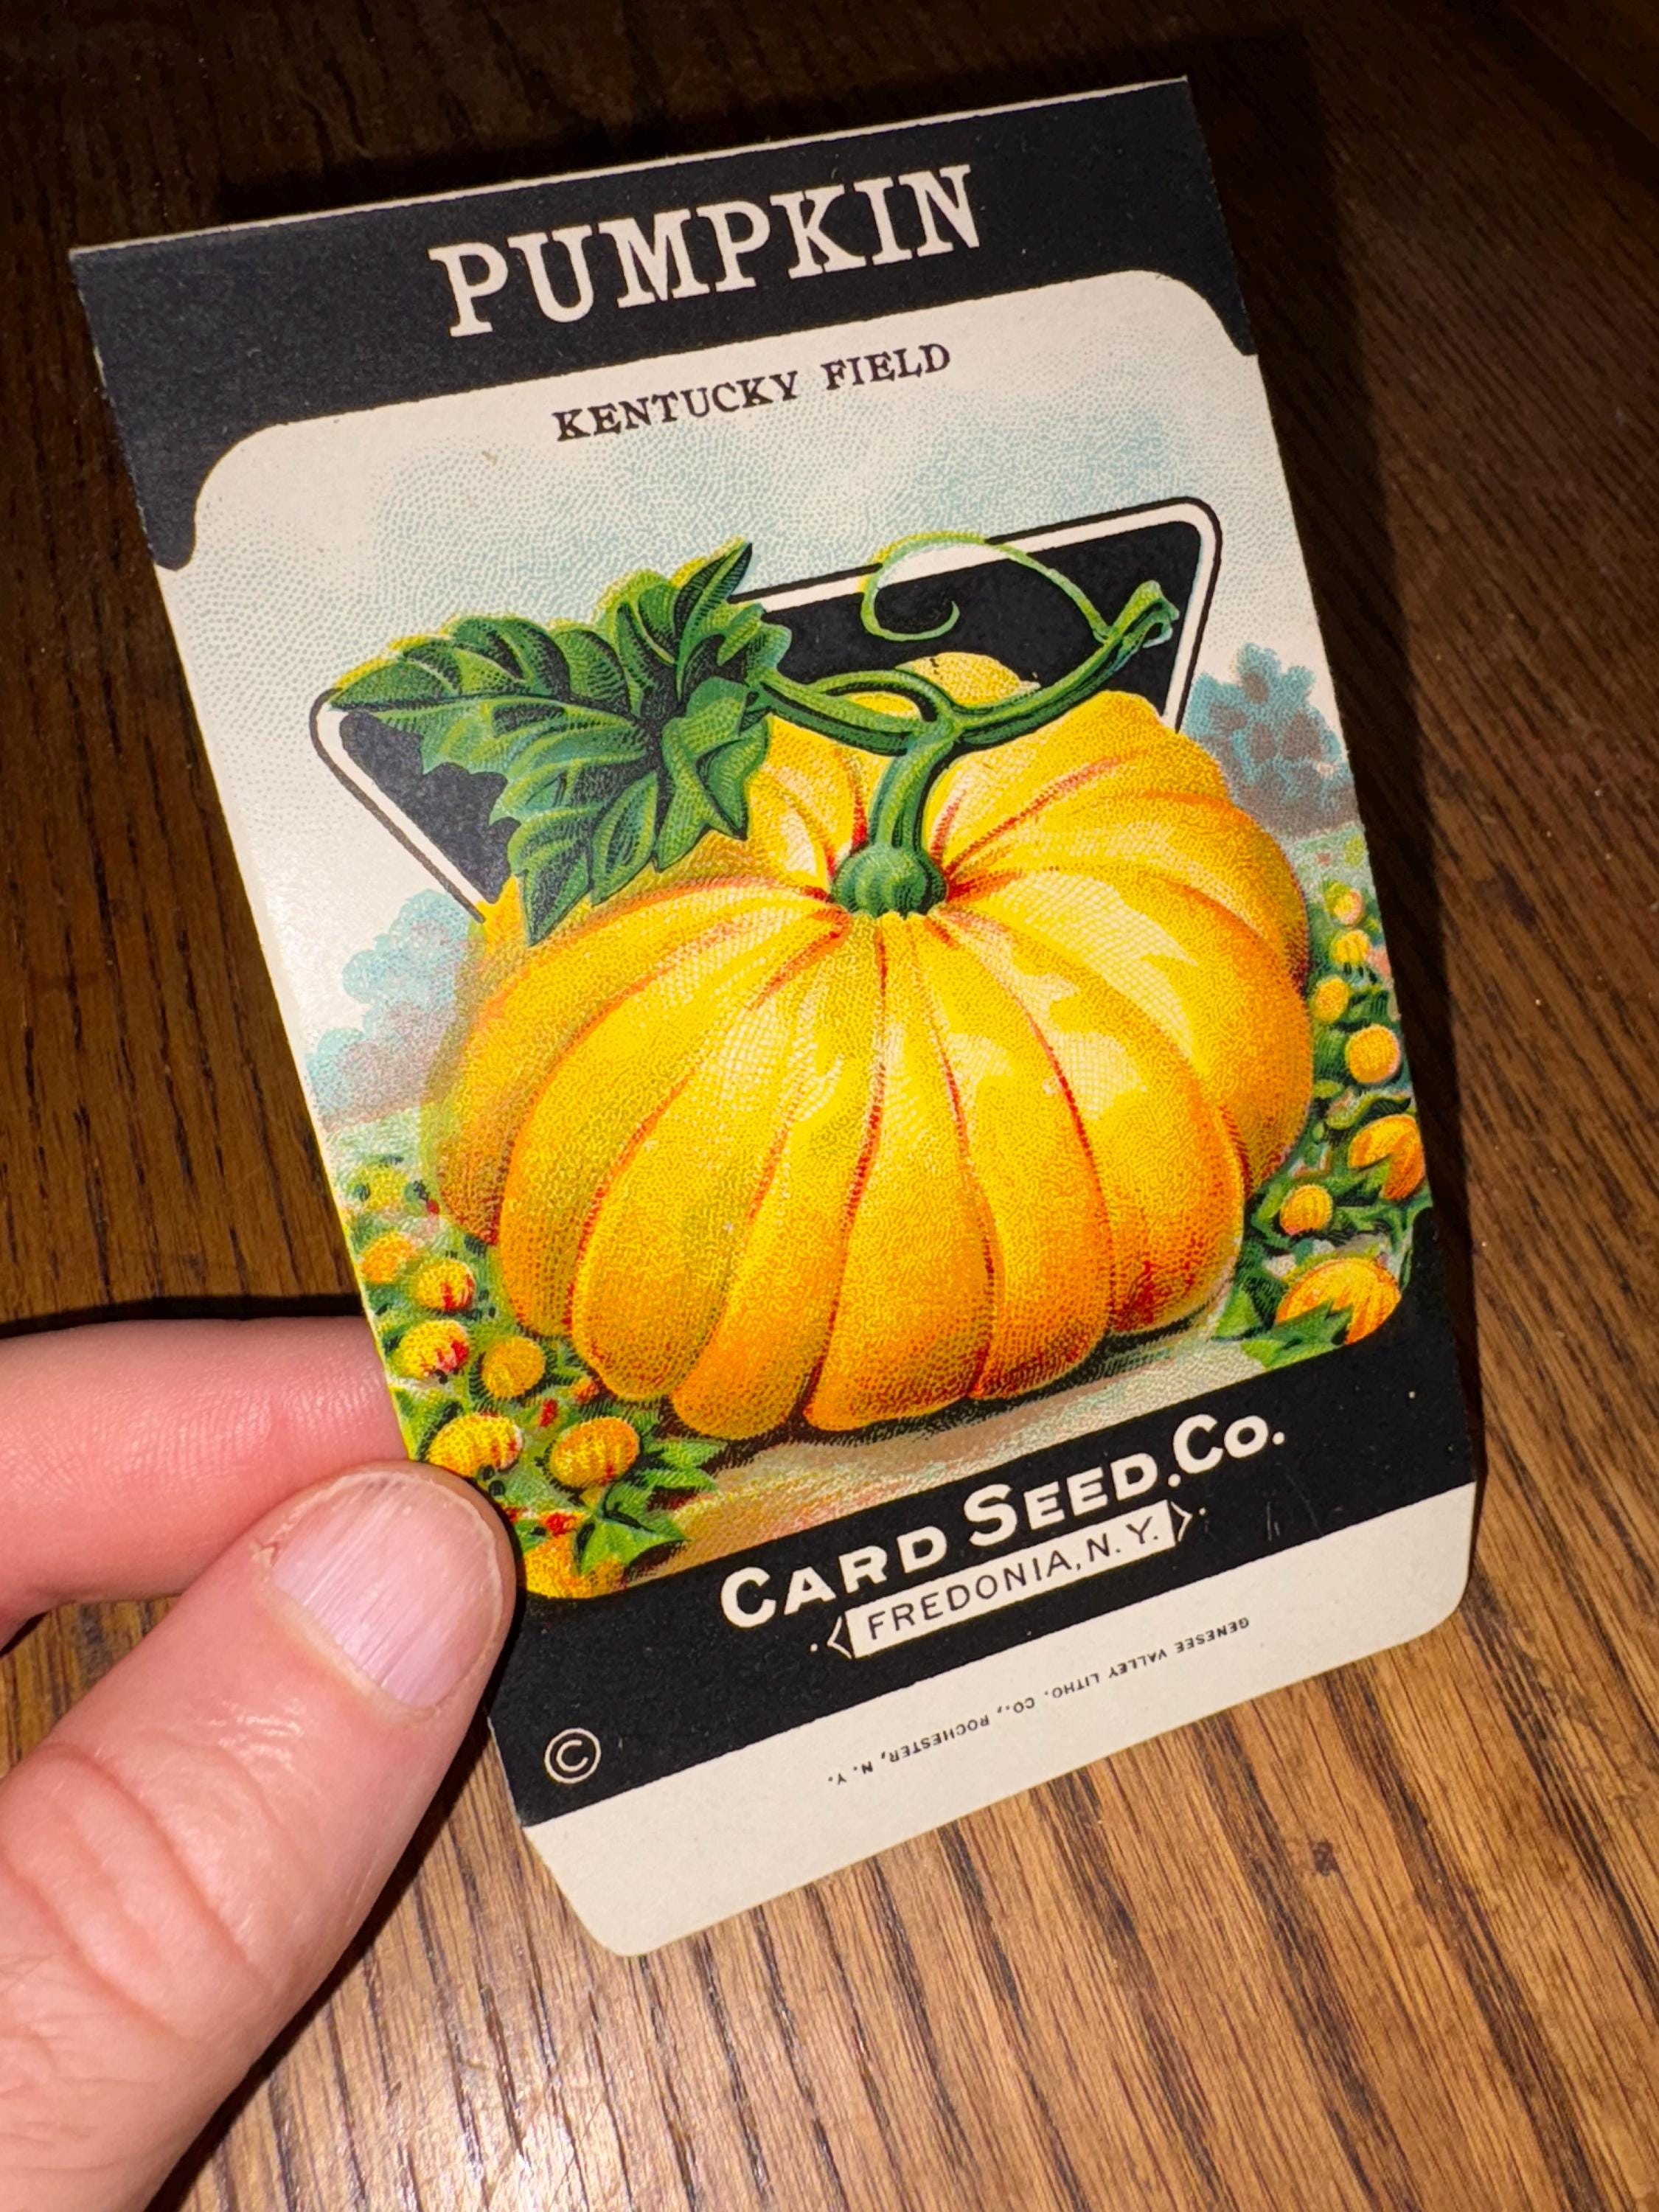 PUMPKIN
KENTUCKY FIELD
CARD SEED.CO.
FREDONIA, N.Y.
©
GENESEE VALLEY LITHO. CO., ROCHESTER, N. Y.